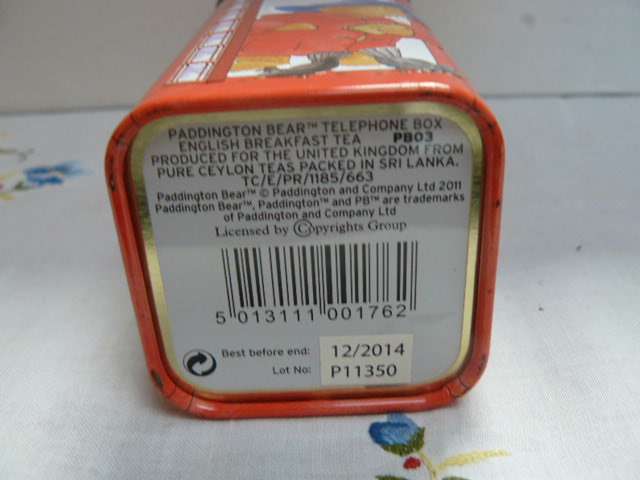 PADDINGTON BEAR™ TELEPHONE BOX
ENGLISH BREAKFAST TEA PB03
PRODUCED FOR THE UNITED KINGDOM FROM
PURE CEYLON TEAS PACKED IN SRI LANKA.
TC/E/PR/1185/663
Paddington Bear™ © Paddington and Company Ltd 2011
Paddington Bear™, Paddington™ and PB™ are trademarks
of Paddington and Company Ltd
Licensed by ©opyrights Group
5 013111 001762
Best before end: 12/2014
Lot No: P11350